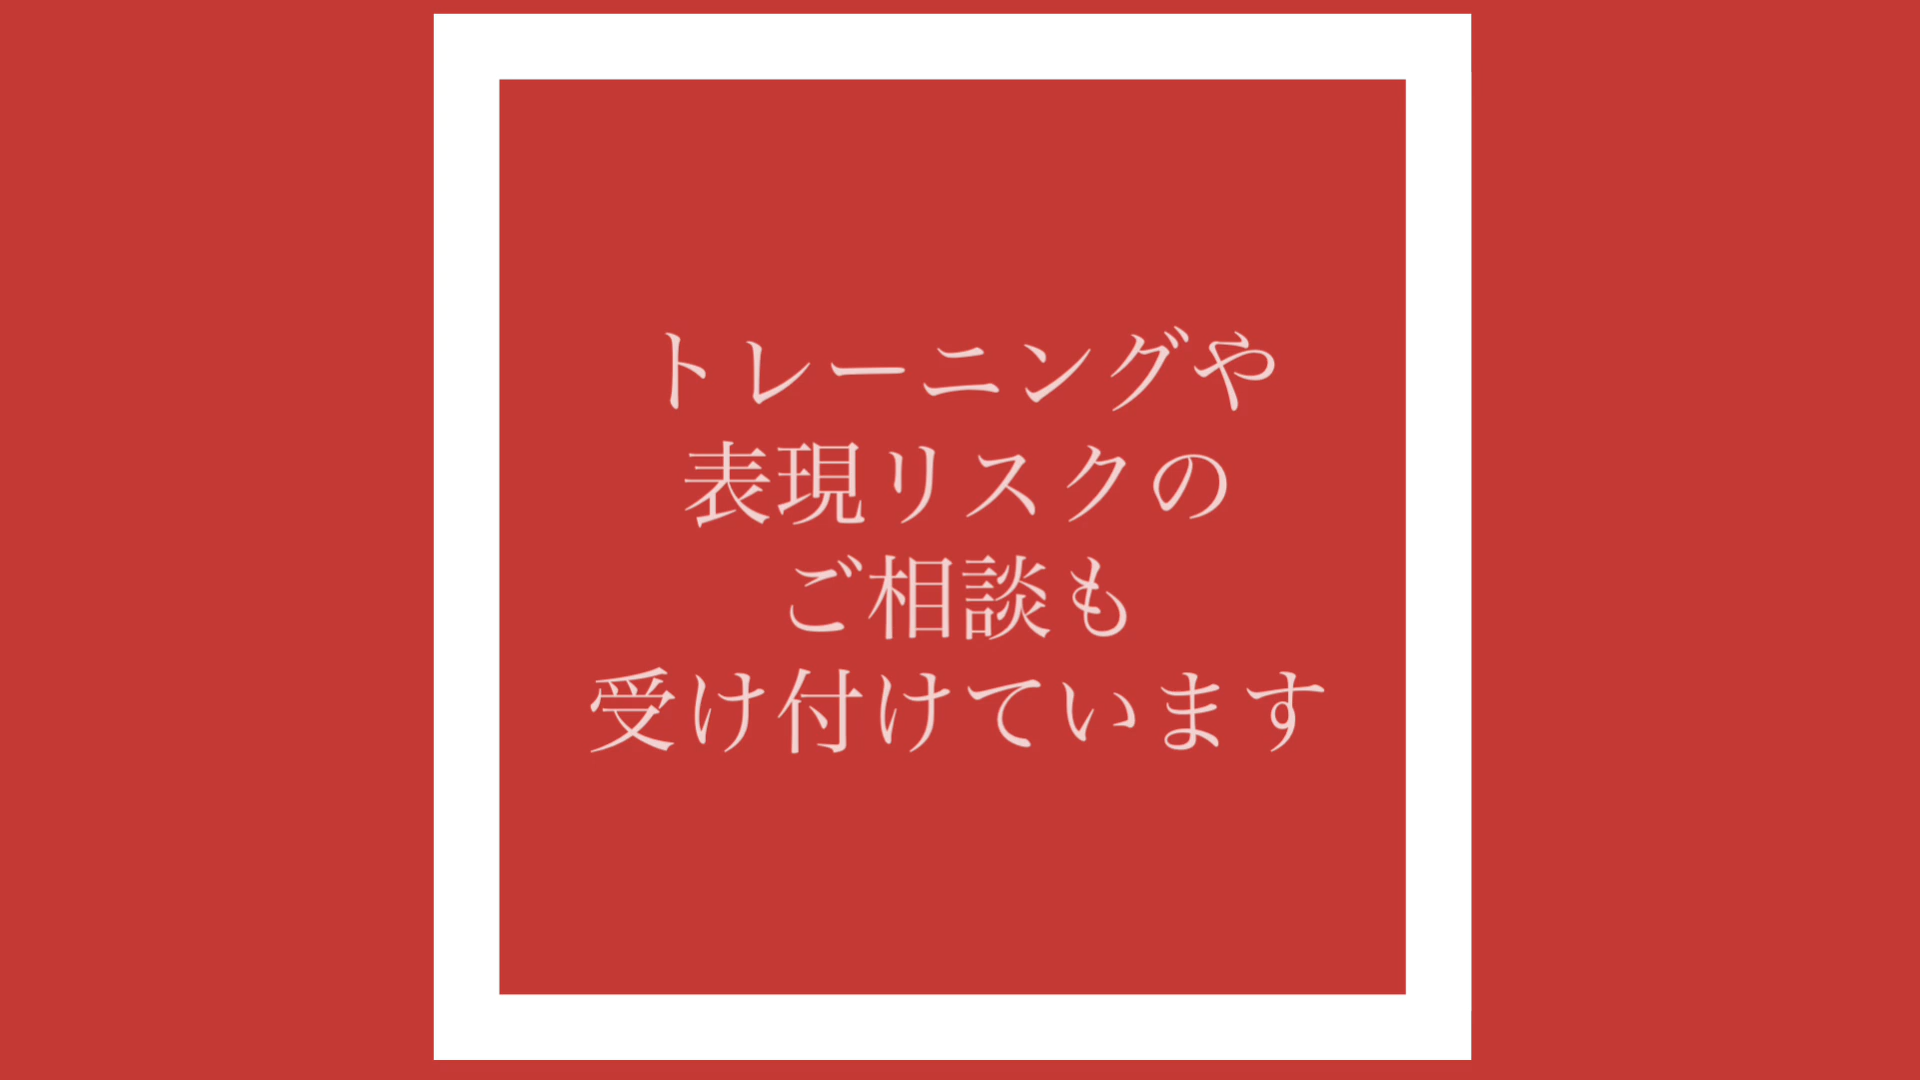 トレーニングや
表現リスクの
ご相談も
受け付けています